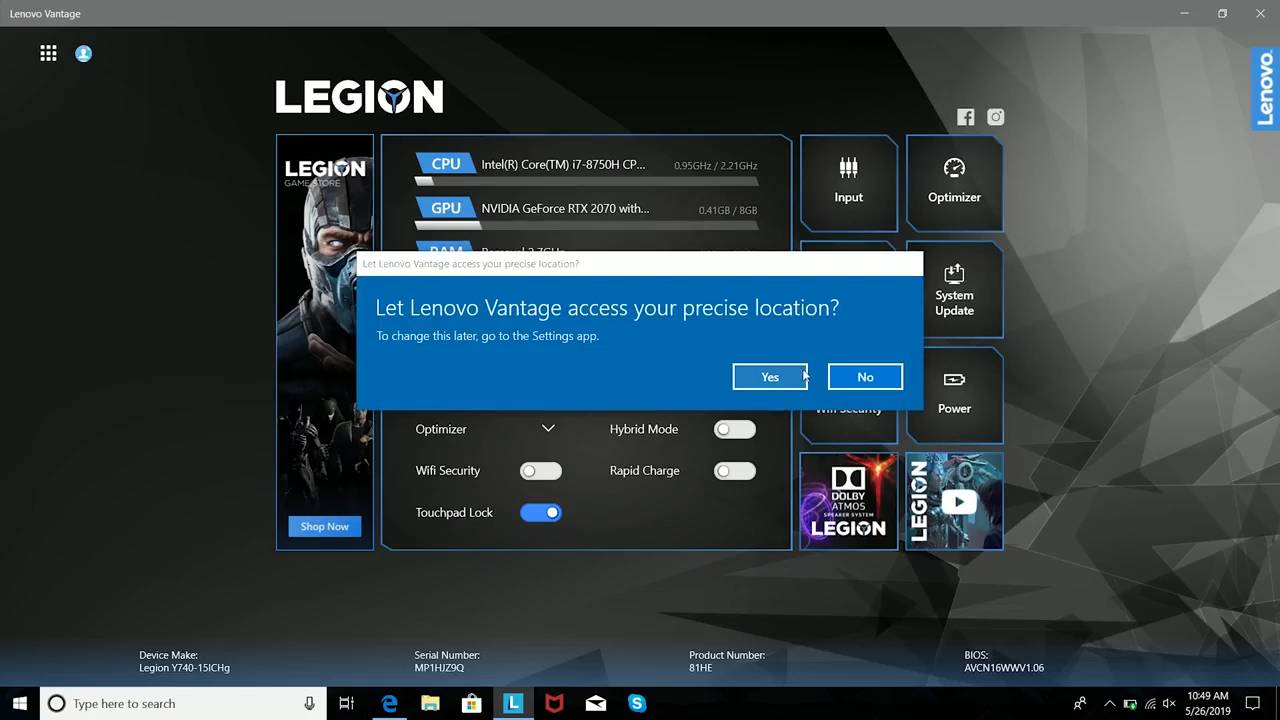 Lenovo Vantage
LEGION
Lenovo
LEGION
GAME STORE
CPU
Intel(R) Core(TM) i7-8750H CP...
0.95GHz / 2.21GHz
GPU
NVIDIA GeForce RTX 2070 with...
0.41GB / 8GB
RAM
Input
Optimizer
Let Lenovo Vantage access your precise location?
Let Lenovo Vantage access your precise location?
To change this later, go to the Settings app.
Yes
No
System
Update
Wifi Security
Power
Optimizer
Hybrid Mode
Wifi Security
Rapid Charge
Touchpad Lock
Shop Now
DOLBY
ATMOS
SPEAKER SYSTEM
LEGION
LEGION
Device Make:
Legion Y740-15ICHg
Serial Number:
MP1HJZ9Q
Product Number:
81HE
BIOS:
AVCN16WWV1.06
Type here to search
L
10:49 AM
5/26/2019